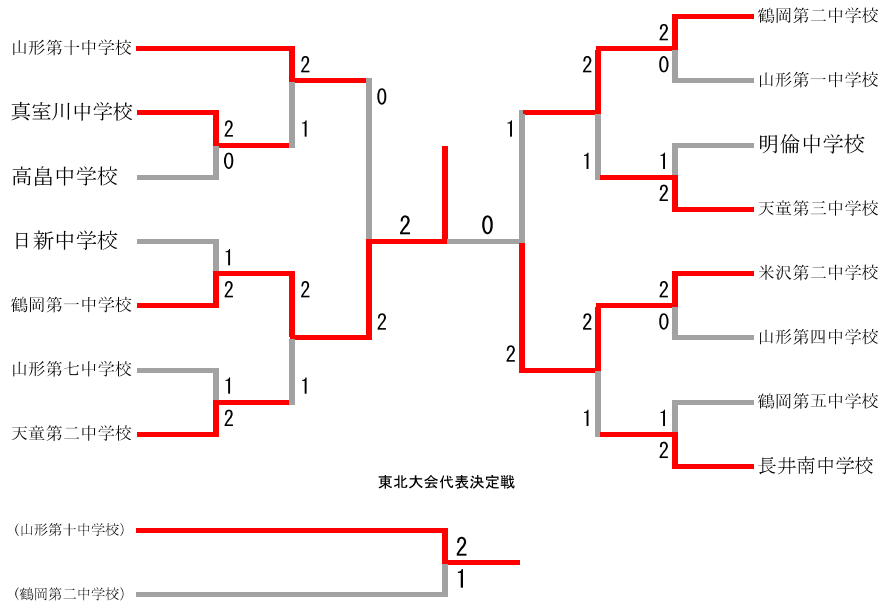 山形第十中学校
真室川中学校
高畠中学校
日新中学校
鶴岡第一中学校
山形第七中学校
天童第二中学校
2
1
2
0
1
2
2
1
1
2
0
2
2
0
1
2
2
1
2
1
2
0
1
2
2
0
1
2
鶴岡第二中学校
山形第一中学校
明倫中学校
天童第三中学校
米沢第二中学校
山形第四中学校
鶴岡第五中学校
長井南中学校
東北大会代表決定戦
(山形第十中学校)
2
1
(鶴岡第二中学校)